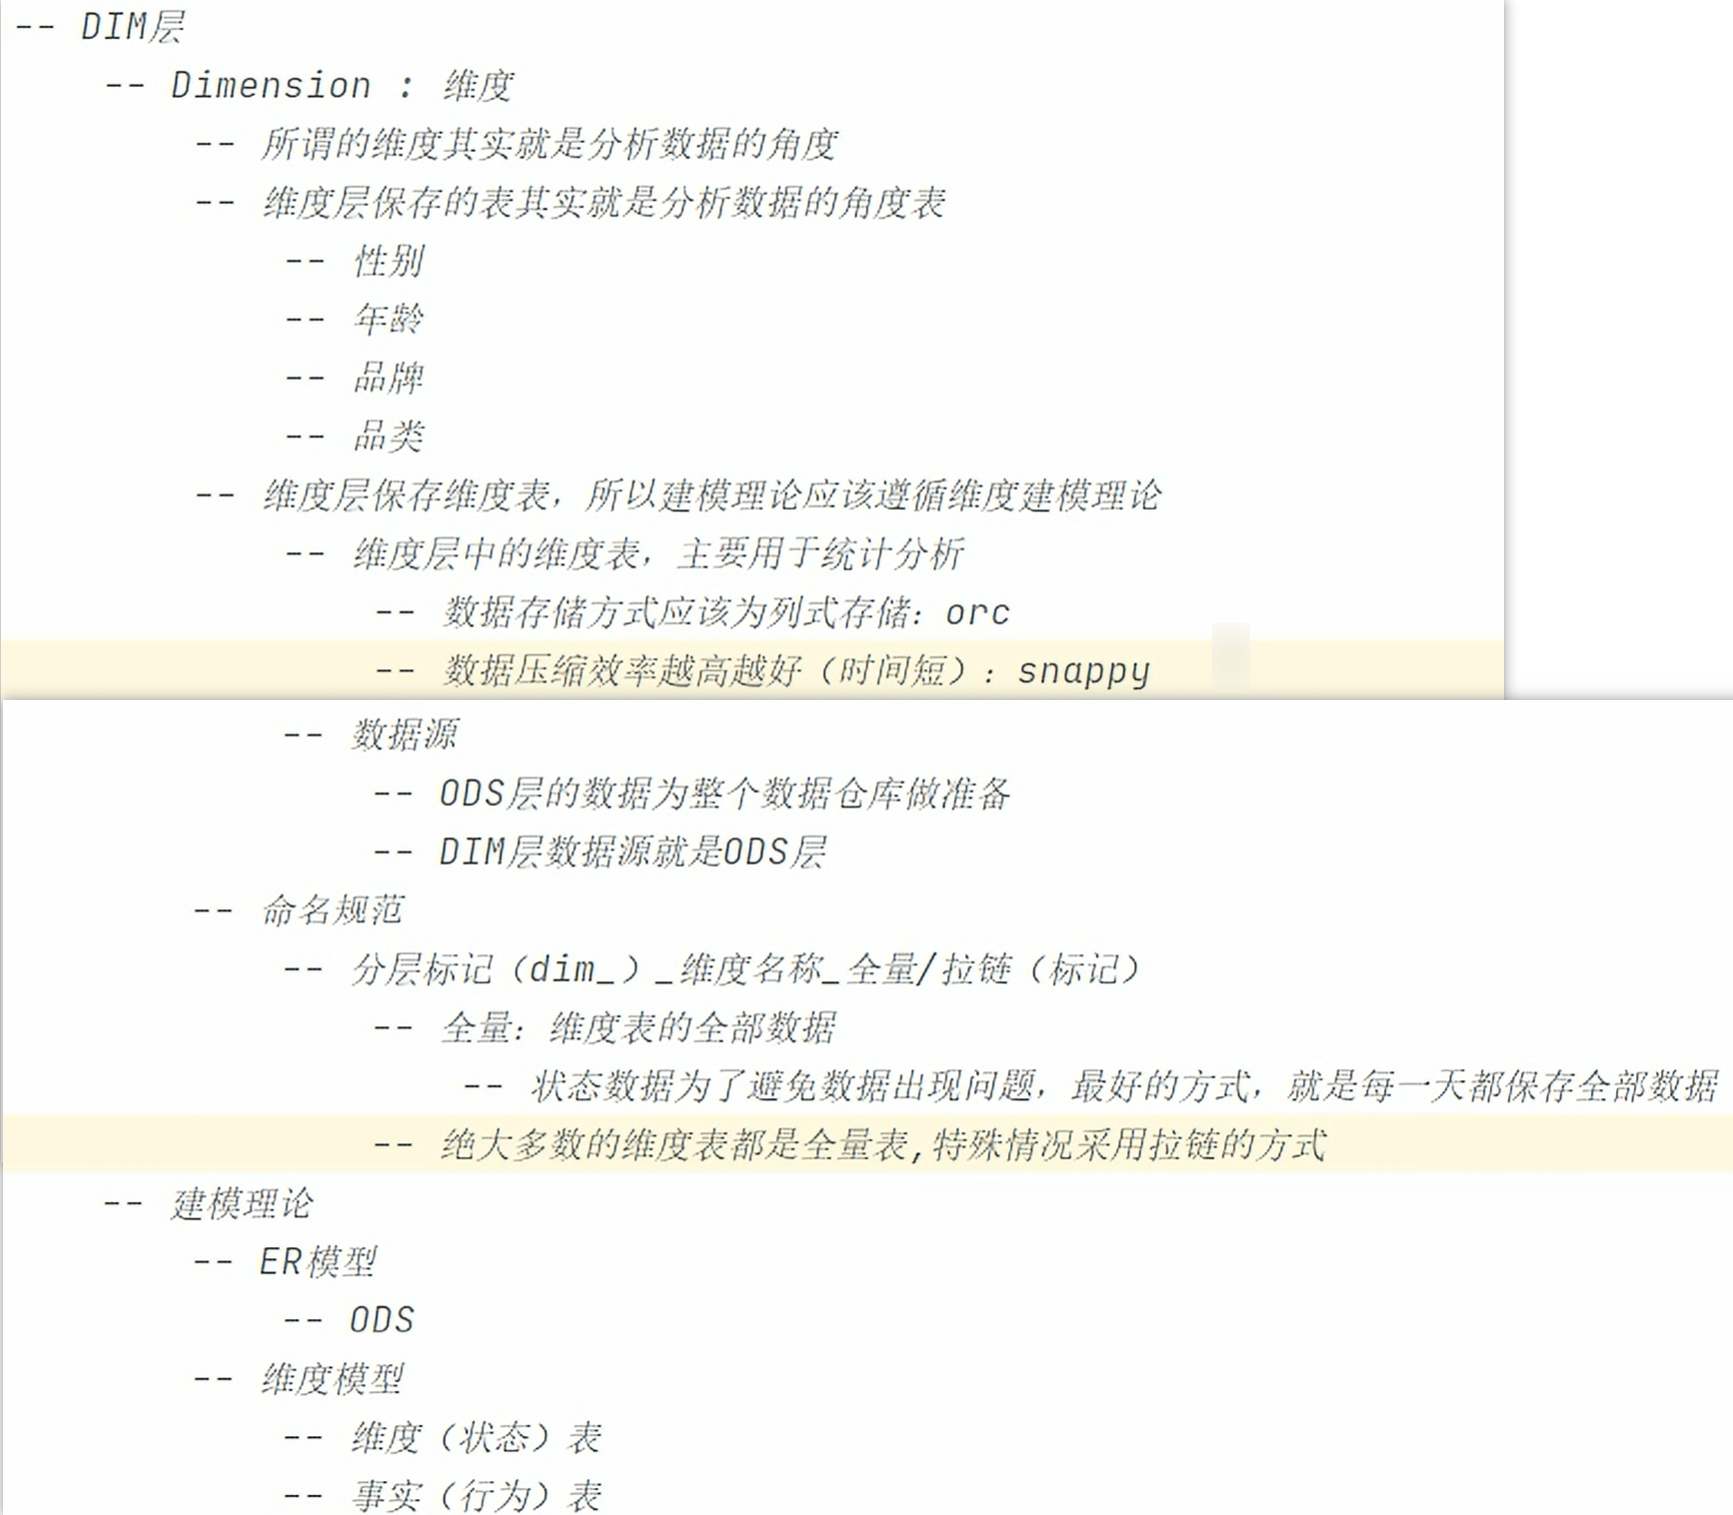 -- DIM层
-- Dimension : 维度
-- 所谓的维度其实就是分析数据的角度
-- 维度层保存的表其实就是分析数据的角度表
-- 性别
-- 年龄
-- 品牌
-- 品类
-- 维度层保存维度表，所以建模理论应该遵循维度建模理论
-- 维度层中的维度表，主要用于统计分析
-- 数据存储方式应该为列式存储：orc
-- 数据压缩效率越高越好（时间短）：snappy
-- 数据源
-- ODS层的数据为整个数据仓库做准备
-- DIM层数据源就是ODS层
-- 命名规范
-- 分层标记（dim_）_维度名称_全量/拉链（标记）
-- 全量：维度表的全部数据
-- 状态数据为了避免数据出现问题，最好的方式，就是每一天都保存全部数据
-- 绝大多数的维度表都是全量表,特殊情况采用拉链的方式
-- 建模理论
-- ER模型
-- ODS
-- 维度模型
-- 维度（状态）表
-- 事实（行为）表